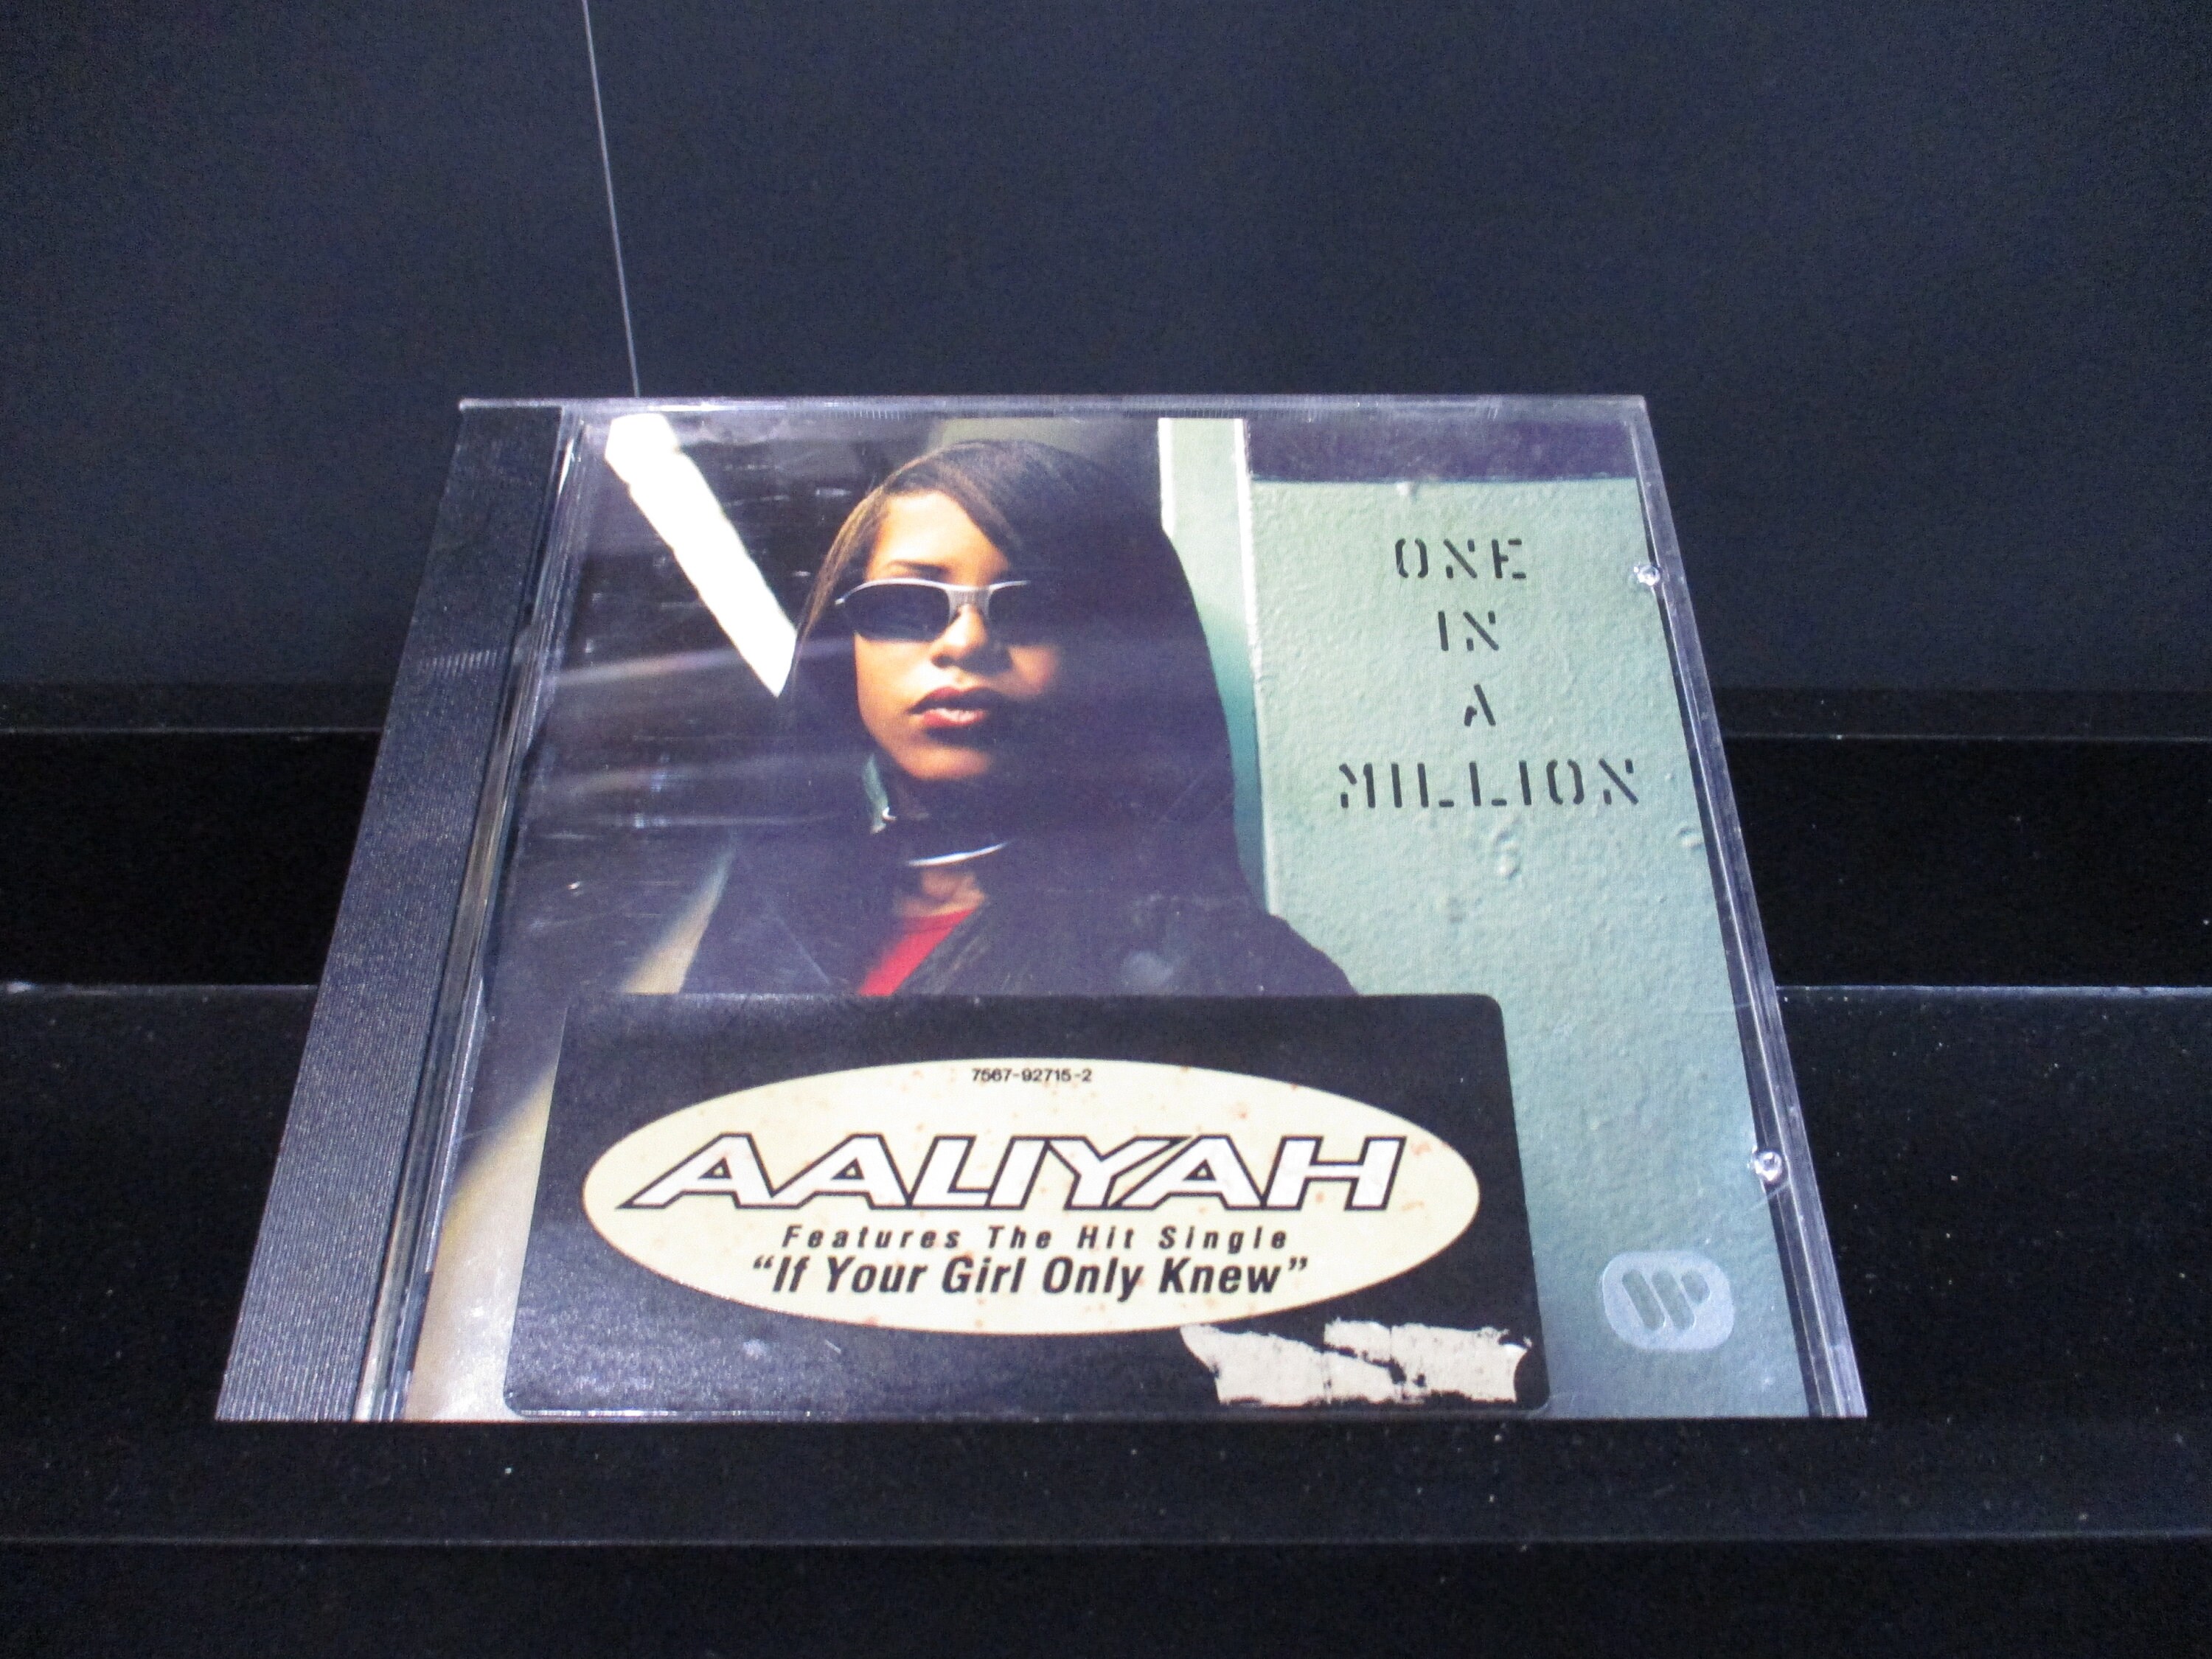 ONE
IN
A
MILLION
7567-92715-2
AALIYAH
Features The Hit Single
"If Your Girl Only Knew"